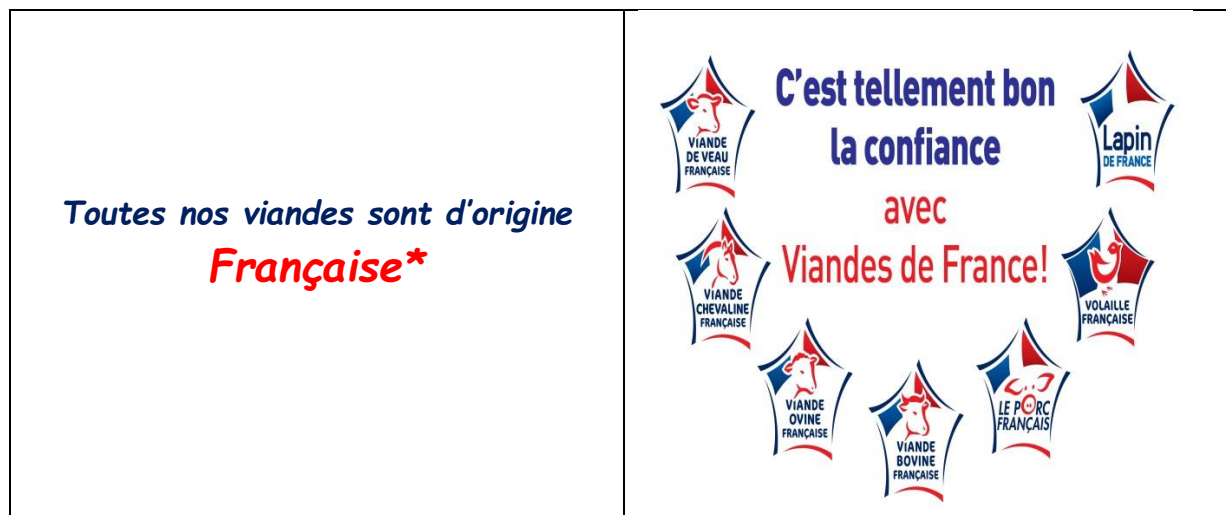 Toutes nos viandes sont d'origine
Française*
C'est tellement bon
la confiance
avec
Viandes de France!
VIANDE
DE VEAU
FRANÇAISE
Lapin
DE FRANCE
VIANDE
CHEVALINE
FRANÇAISE
VOLAILLE
FRANÇAISE
VIANDE
OVINE
FRANÇAISE
VIANDE
BOVINE
FRANÇAISE
LE PORC
FRANÇAIS